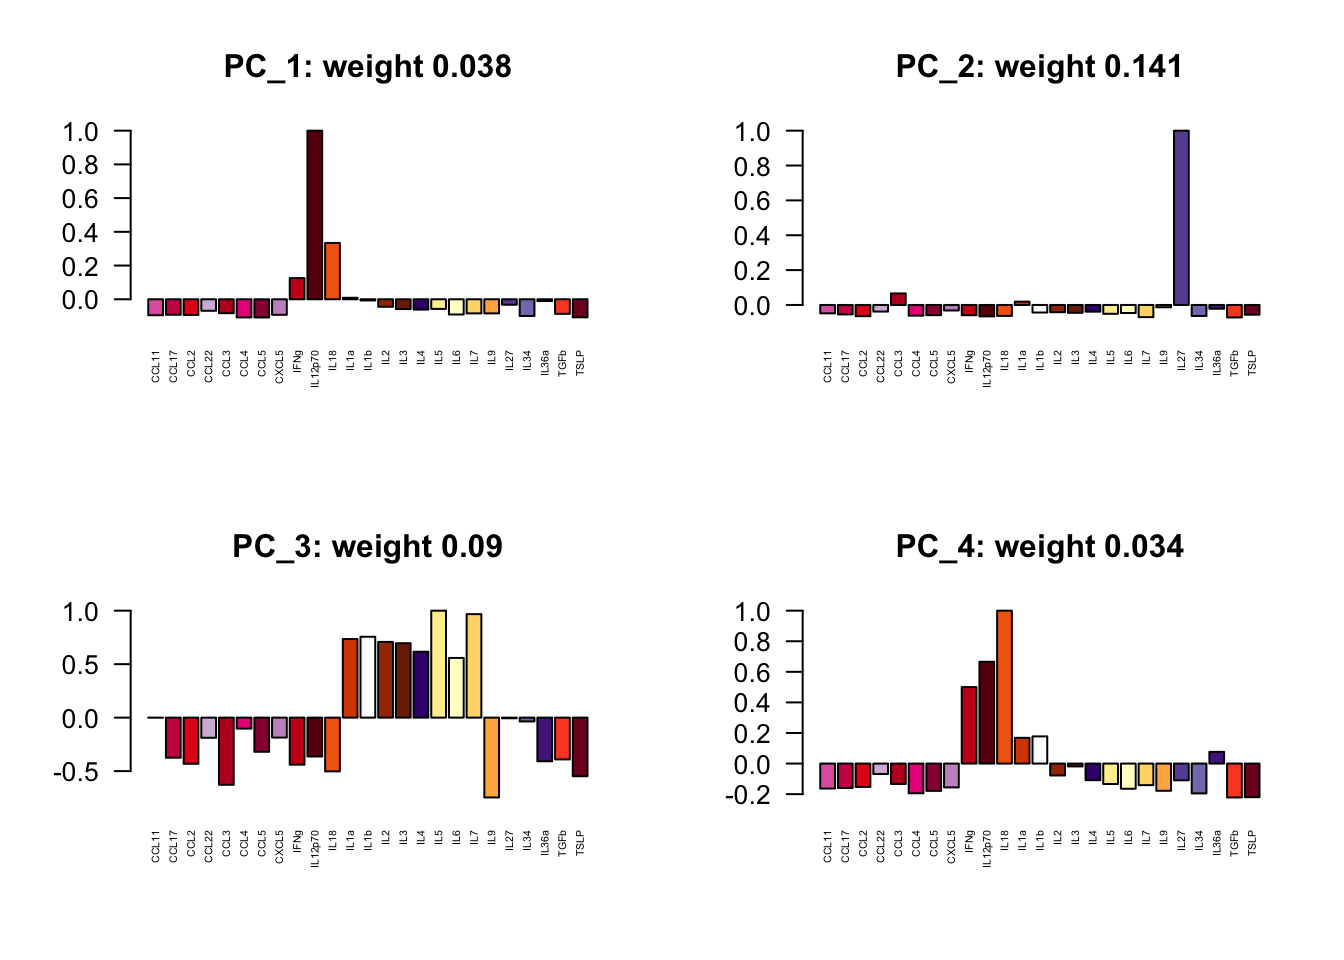 PC_1: weight 0.038
1.0
0.8
0.6
0.4
0.2
0.0
CCL11 CCL17 CCL2 CCL22 CCL3 CCL4 CCL5 CXCL5 IFNg IL12p70 IL18 IL1a IL1b IL2 IL3 IL4 IL5 IL6 IL7 IL9 IL27 IL34 IL36a TGFb TSLP
PC_2: weight 0.141
1.0
0.8
0.6
0.4
0.2
0.0
CCL11 CCL17 CCL2 CCL22 CCL3 CCL4 CCL5 CXCL5 IFNg IL12p70 IL18 IL1a IL1b IL2 IL3 IL4 IL5 IL6 IL7 IL9 IL27 IL34 IL36a TGFb TSLP
PC_3: weight 0.09
1.0
0.5
0.0
-0.5
CCL11 CCL17 CCL2 CCL22 CCL3 CCL4 CCL5 CXCL5 IFNg IL12p70 IL18 IL1a IL1b IL2 IL3 IL4 IL5 IL6 IL7 IL9 IL27 IL34 IL36a TGFb TSLP
PC_4: weight 0.034
1.0
0.8
0.6
0.4
0.2
0.0
-0.2
CCL11 CCL17 CCL2 CCL22 CCL3 CCL4 CCL5 CXCL5 IFNg IL12p70 IL18 IL1a IL1b IL2 IL3 IL4 IL5 IL6 IL7 IL9 IL27 IL34 IL36a TGFb TSLP